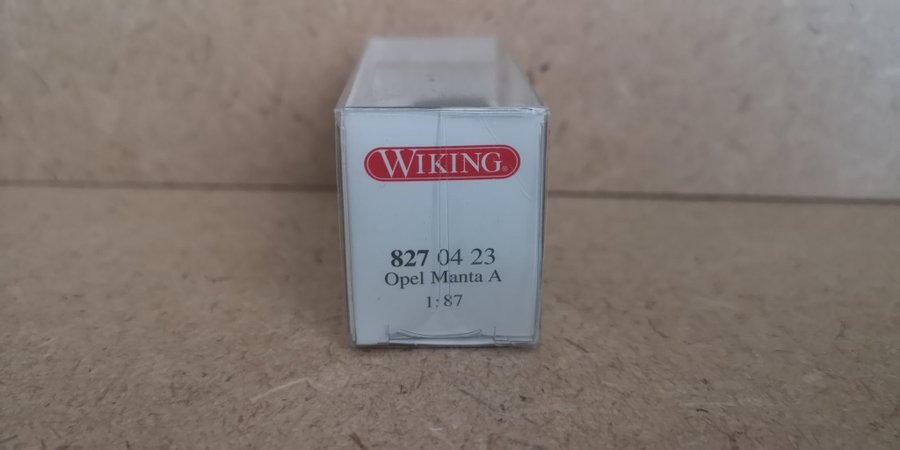 WIKING®
827 04 23
Opel Manta A
1:87